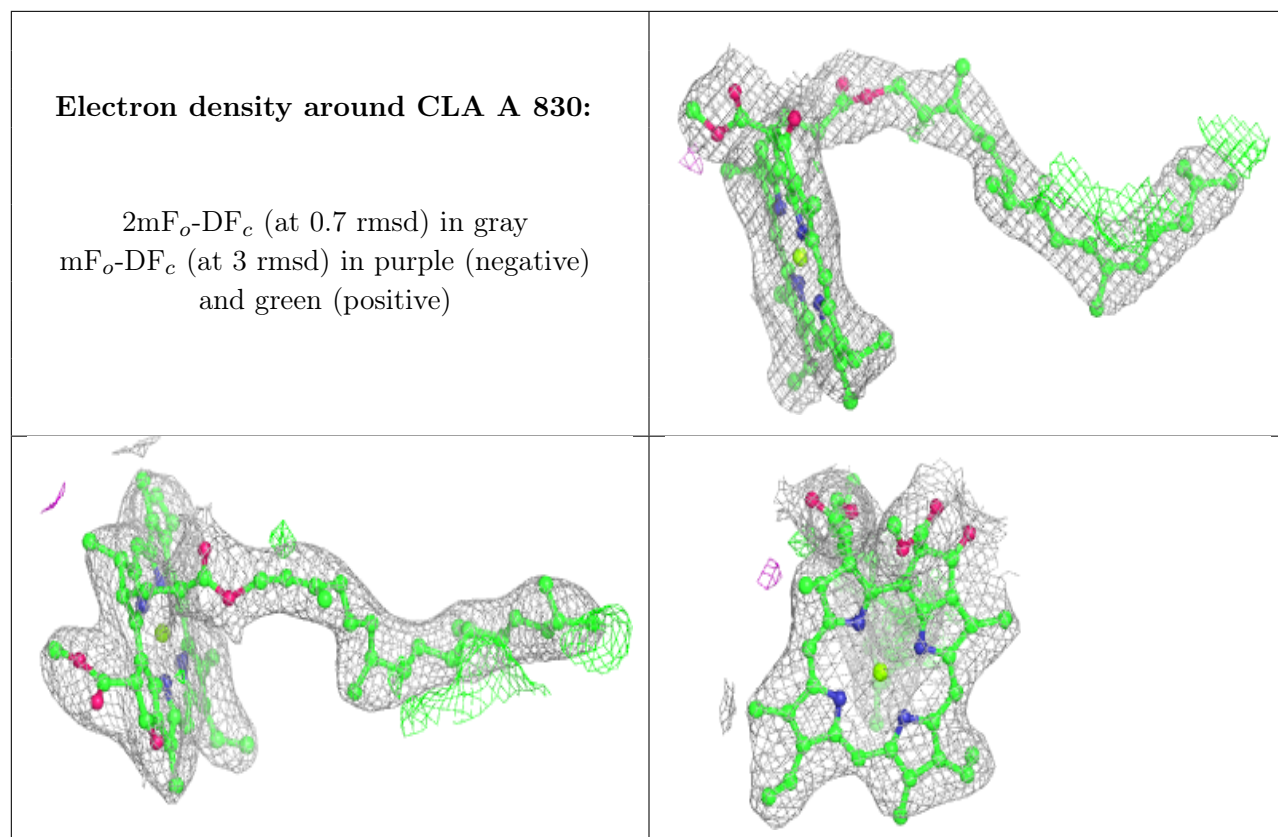 Electron density around CLA A 830:
2mFo-DFc (at 0.7 rmsd) in gray
mFo-DFc (at 3 rmsd) in purple (negative)
and green (positive)